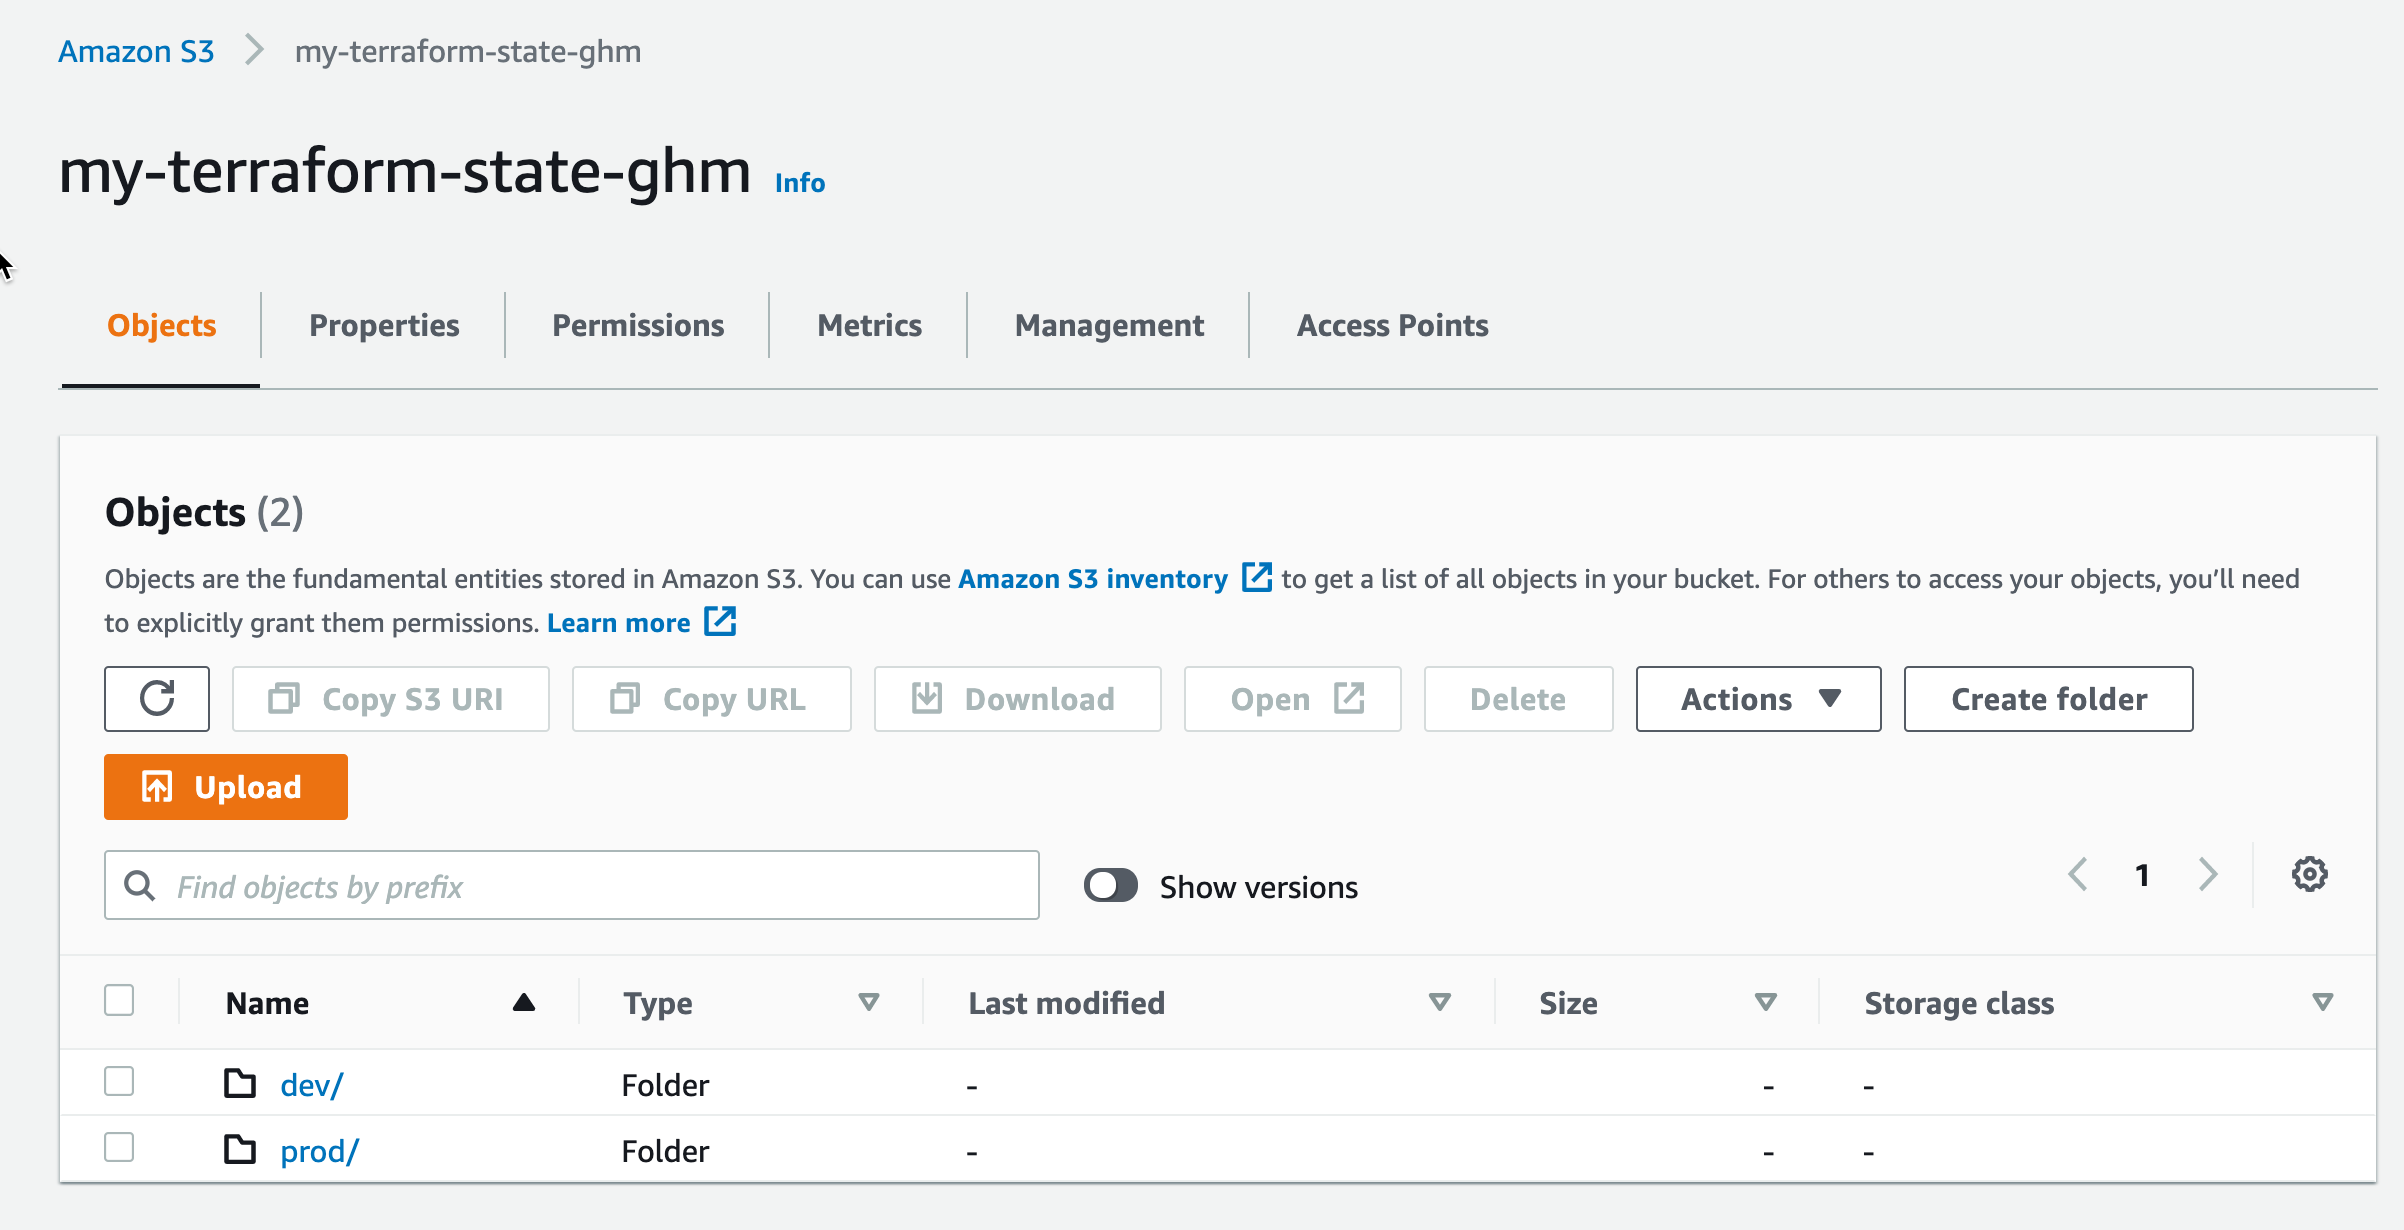 Amazon S3 my-terraform-state-ghm
my-terraform-state-ghm Info
Objects Properties Permissions Metrics Management Access Points
Objects (2)
Objects are the fundamental entities stored in Amazon S3. You can use Amazon S3 inventory to get a list of all objects in your bucket. For others to access your objects, you’ll need
to explicitly grant them permissions. Learn more
Copy S3 URI Copy URL Download Open Delete Actions Create folder
Upload
Find objects by prefix Show versions 1
Name Type Last modified Size Storage class
dev/ Folder - - -
prod/ Folder - - -